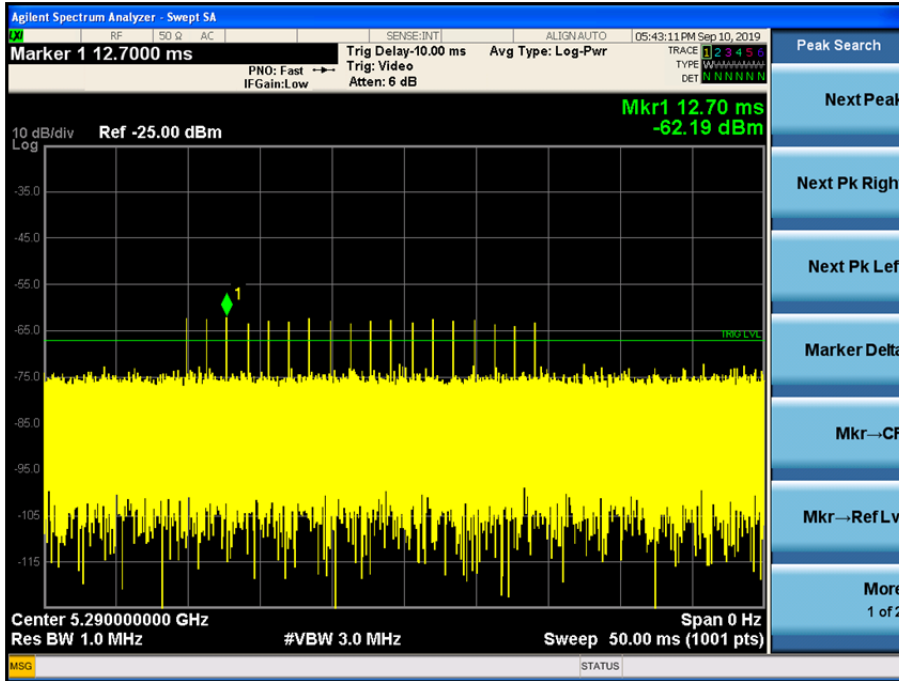 Agilent Spectrum Analyzer - Swept SA
LXI RF 50 Ω AC SENSE:INT ALIGNAUTO 05:43:11 PM Sep 10, 2019
Marker 1 12.7000 ms
PNO: Fast
IFGain:Low
Trig Delay-10.00 ms
Trig: Video
Atten: 6 dB
Avg Type: Log-Pwr
TRACE 1 2 3 4 5 6
TYPE W
DET N N N N N N
Mkr1 12.70 ms
-62.19 dBm
10 dB/div Ref -25.00 dBm
Log
-35.0
-45.0
-55.0
1
-65.0
TRIG LVL
-75.0
-85.0
-95.0
-105
-115
Center 5.290000000 GHz Span 0 Hz
Res BW 1.0 MHz #VBW 3.0 MHz Sweep 50.00 ms (1001 pts)
MSG STATUS
Peak Search
Next Peak
Next Pk Righ
Next Pk Lef
Marker Delta
Mkr→CF
Mkr→Ref Lv
More
1 of 2